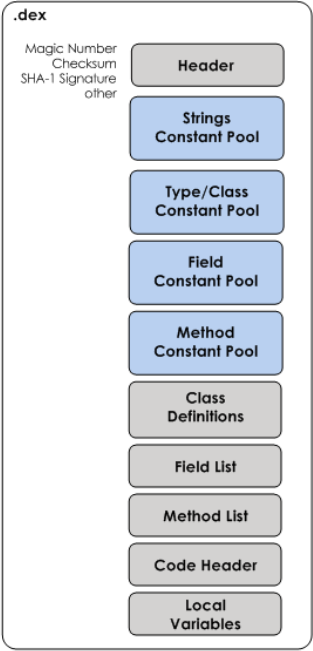 .dex
Magic Number
Checksum
SHA-1 Signature
other
Header
Strings
Constant Pool
Type/Class
Constant Pool
Field
Constant Pool
Method
Constant Pool
Class
Definitions
Field List
Method List
Code Header
Local
Variables